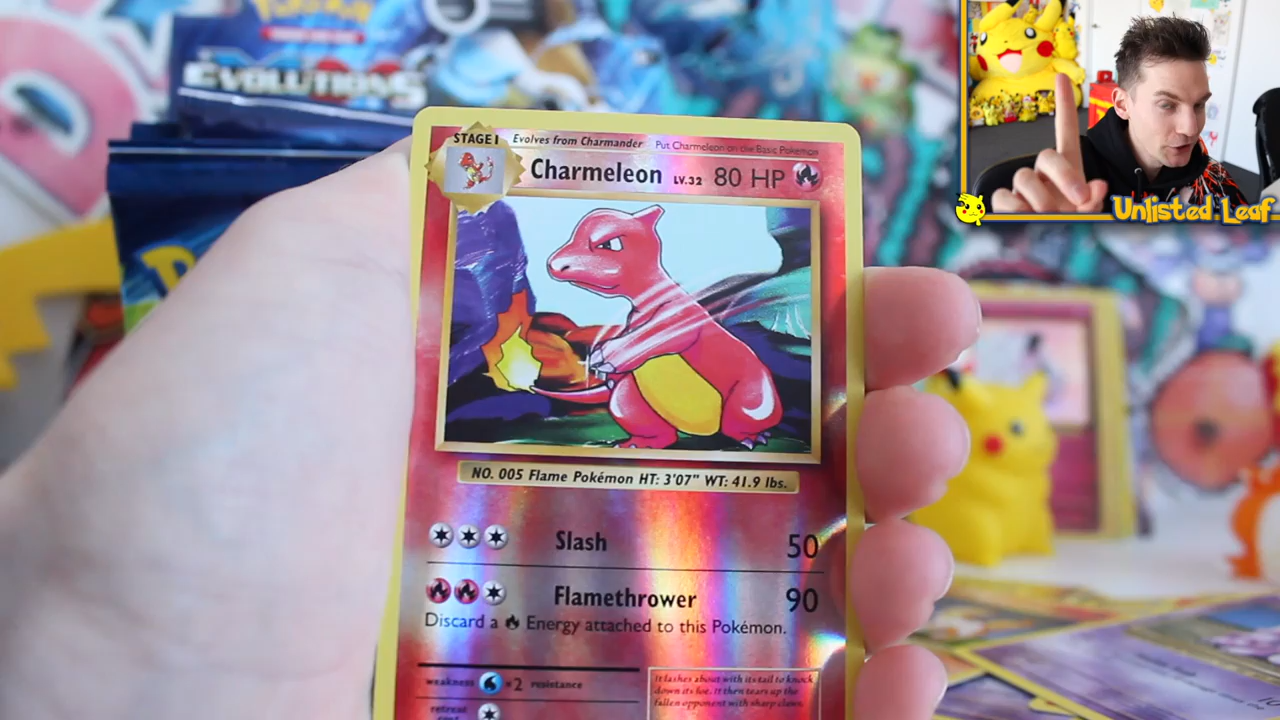 Pokémon
EVOLUTIONS
STAGE 1 Evolves from Charmander Put Charmeleon on the Basic Pokémon
Charmeleon LV.32 80 HP
NO. 005 Flame Pokémon HT: 3'07" WT: 41.9 lbs.
Slash 50
Flamethrower 90
Discard a Energy attached to this Pokémon.
weakness ×2 resistance
retreat
cost
It lashes about with its tail to knock
down its foe. It then tears up the
fallen opponent with sharp claws.
Unlisted Leaf